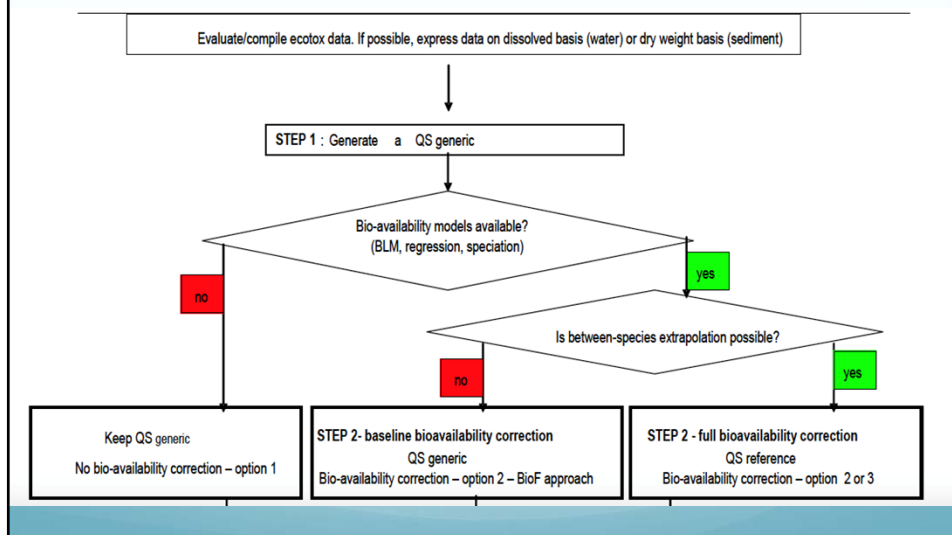 Evaluate/compile ecotox data. If possible, express data on dissolved basis (water) or dry weight basis (sediment)
STEP 1 : Generate a QS generic
Bio-availability models available?
(BLM, regression, speciation)
no
yes
Is between-species extrapolation possible?
no
yes
Keep QS generic
No bio-availability correction – option 1
STEP 2- baseline bioavailability correction
QS generic
Bio-availability correction – option 2 – BioF approach
STEP 2 - full bioavailability correction
QS reference
Bio-availability correction – option 2 or 3